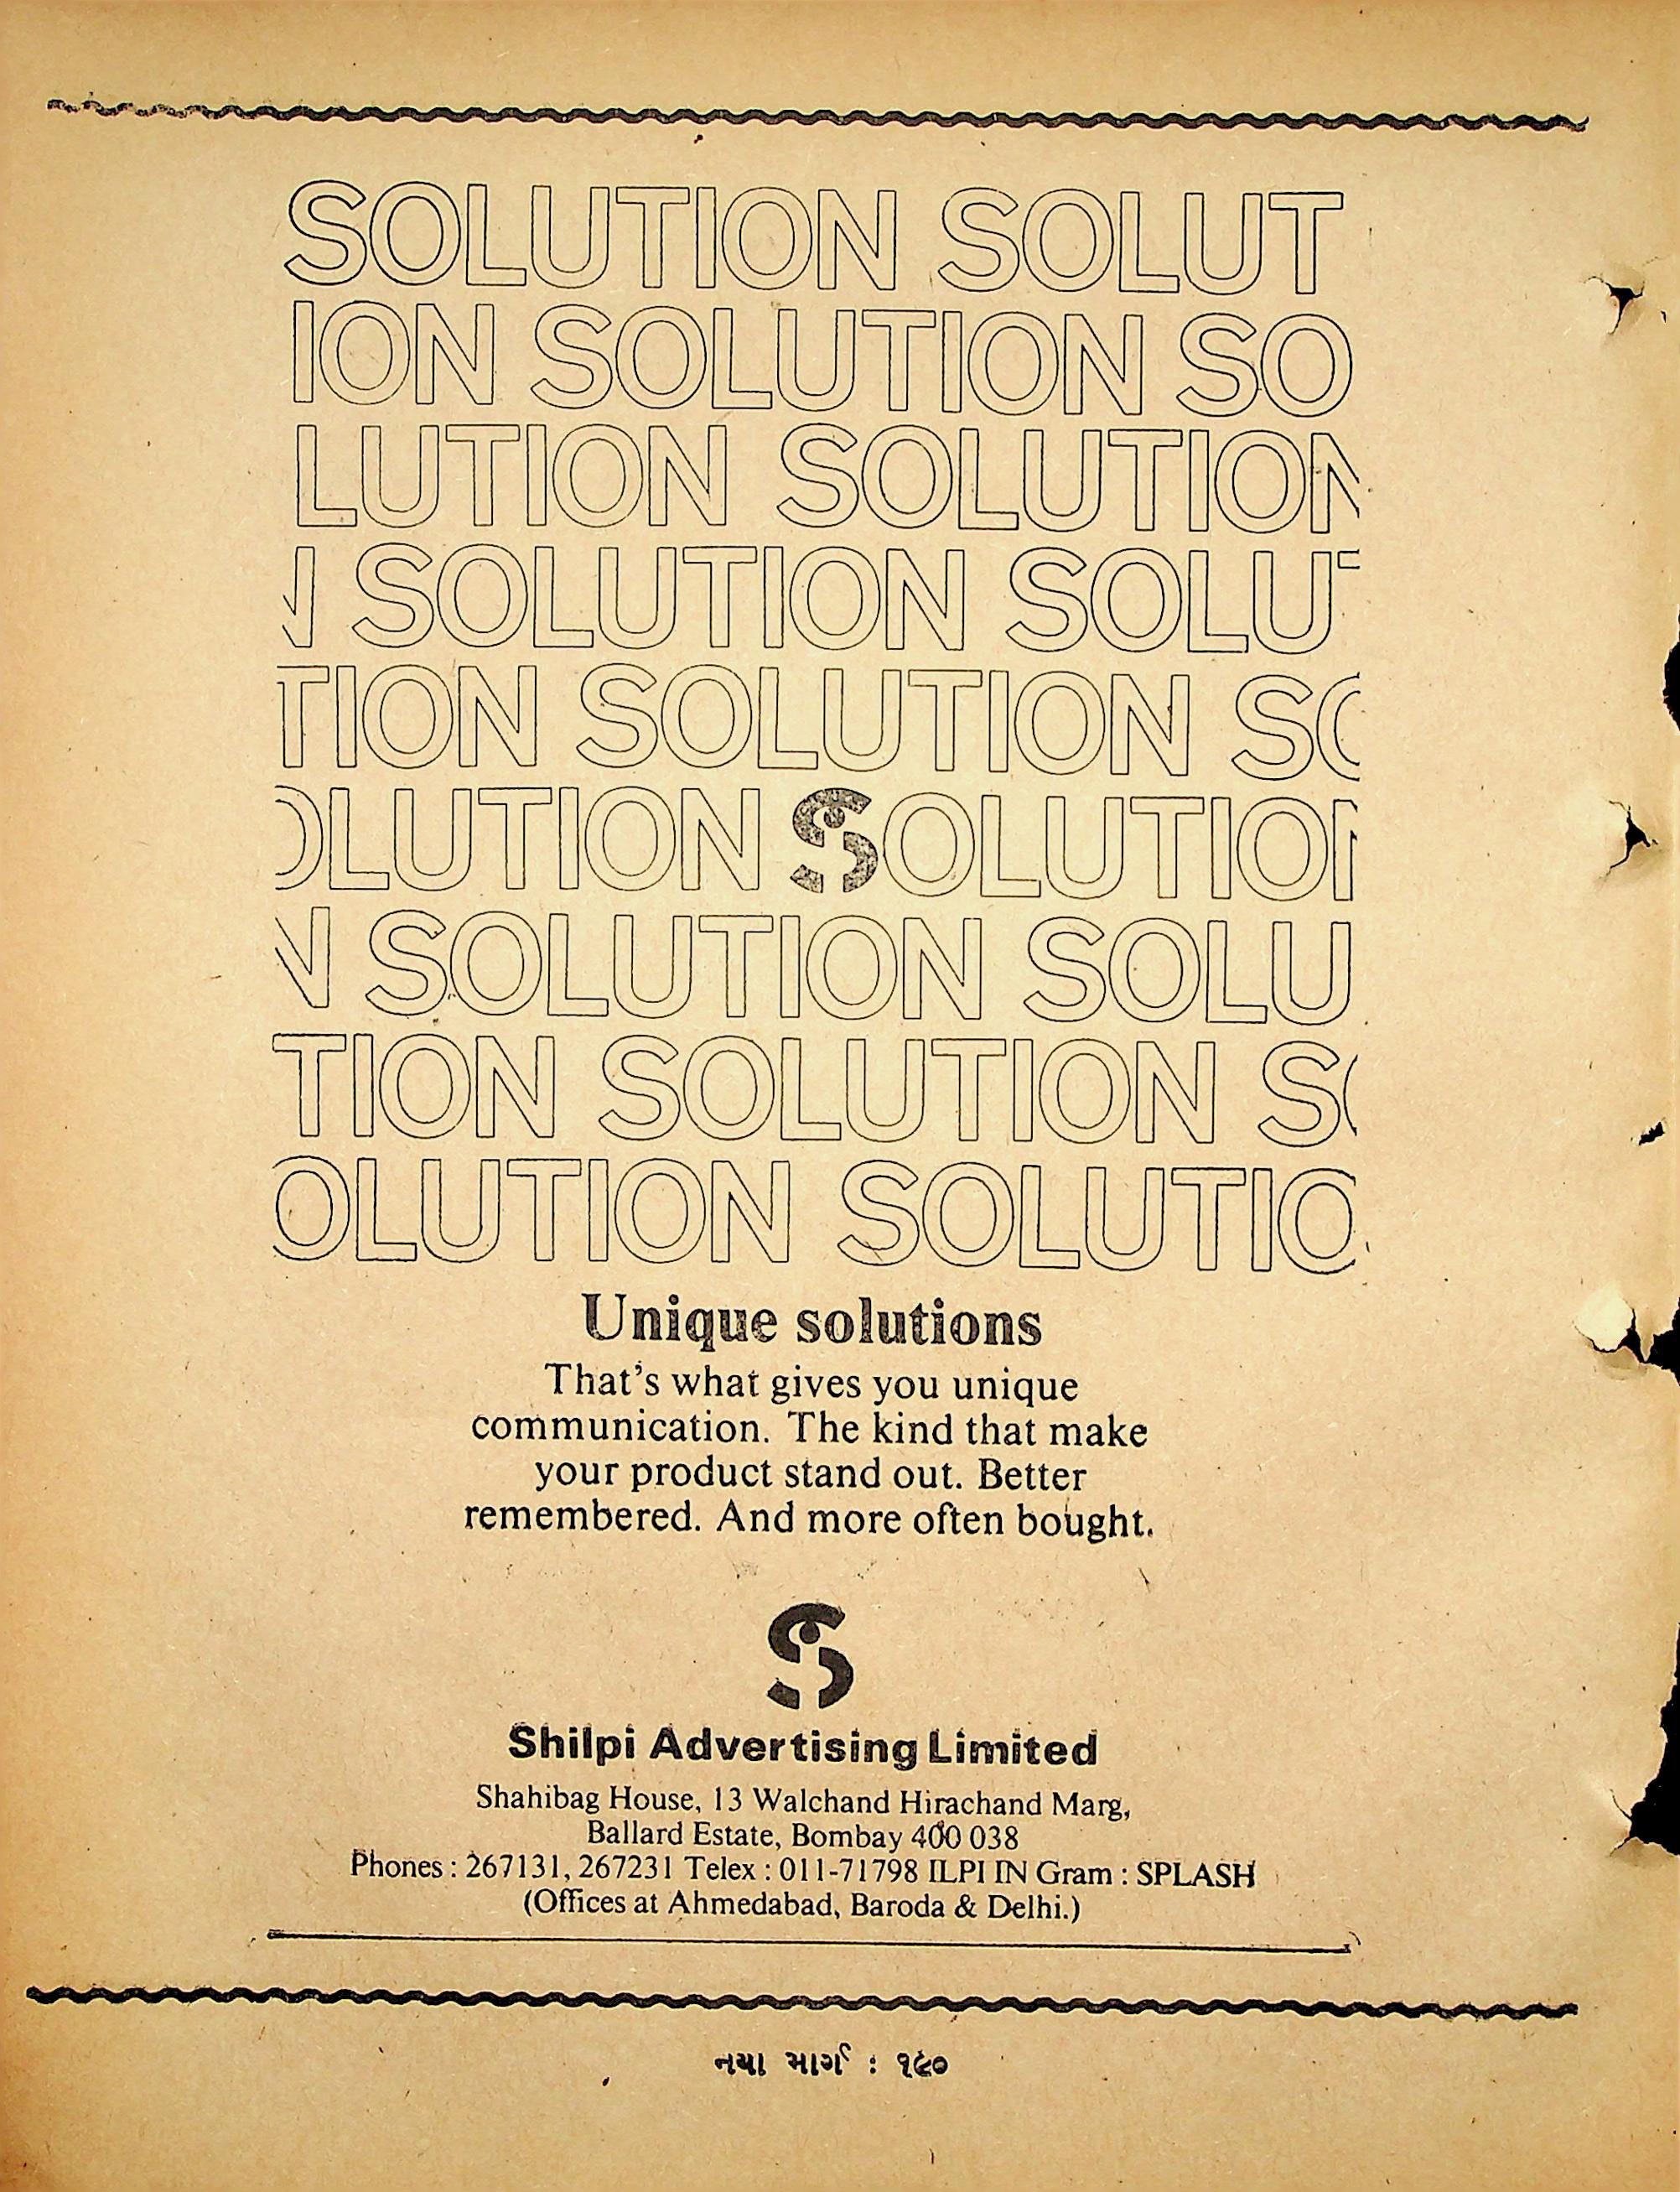 SOLUTION SOLUT
ION SOLUTION SO
LUTION SOLUTION
N SOLUTION SOLUT
TION SOLUTION SO
OLUTION SOLUTION
N SOLUTION SOLU
TION SOLUTION SO
OLUTION SOLUTIO
Unique solutions
That's what gives you unique
communication. The kind that make
your product stand out. Better
remembered. And more often bought.
S
Shilpi Advertising Limited
Shahibag House, 13 Walchand Hirachand Marg,
Ballard Estate, Bombay 400 038
Phones : 267131, 267231 Telex : 011-71798 ILPI IN Gram : SPLASH
(Offices at Ahmedabad, Baroda & Delhi.)
નયા માર્ગ : ૧૯૦